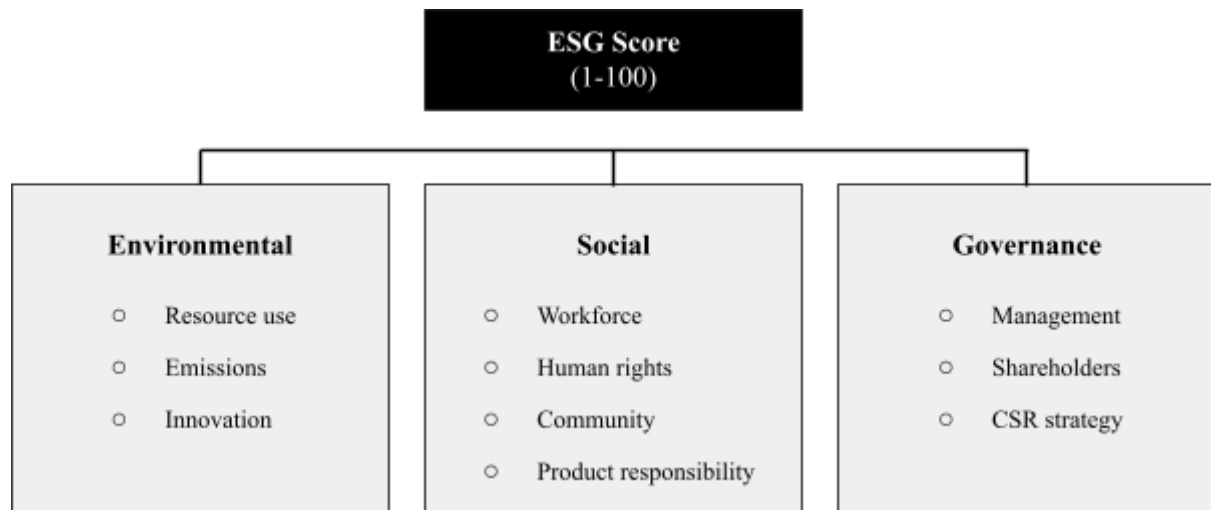 ESG Score
(1-100)
Environmental
Resource use
Emissions
Innovation
Social
Workforce
Human rights
Community
Product responsibility
Governance
Management
Shareholders
CSR strategy